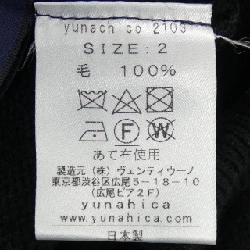 yunachico 2103
SIZE: 2
毛 100%
F W
あて布使用
製造元 (株) ヴェンティウーノ
東京都渋谷区広尾5-18-10
(広尾ピア2F)
www.yunahica.com
yunahica
日本製